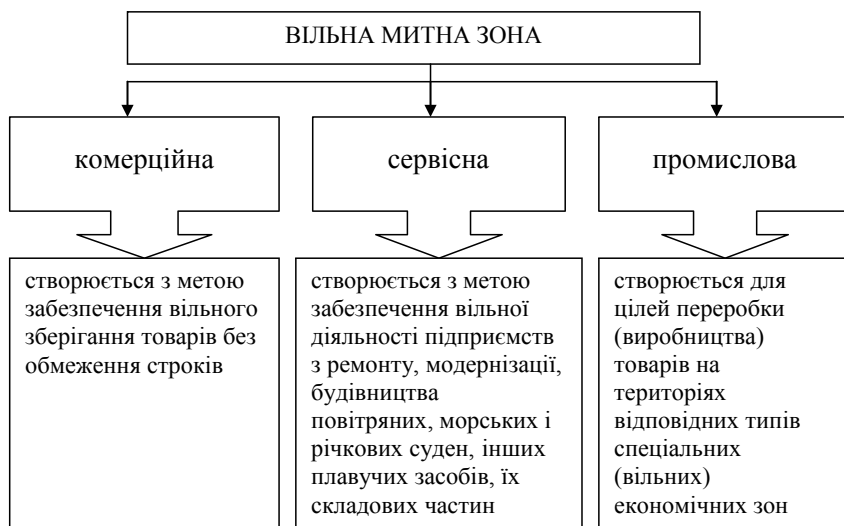 ВІЛЬНА МИТНА ЗОНА
комерційна
сервісна
промислова
створюється з метою
забезпечення вільного
зберігання товарів без
обмеження строків
створюється з метою
забезпечення вільної
діяльності підприємств
з ремонту, модернізації,
будівництва
повітряних, морських і
річкових суден, інших
плавучих засобів, їх
складових частин
створюється для
цілей переробки
(виробництва)
товарів на
територіях
відповідних типів
спеціальних
(вільних)
економічних зон